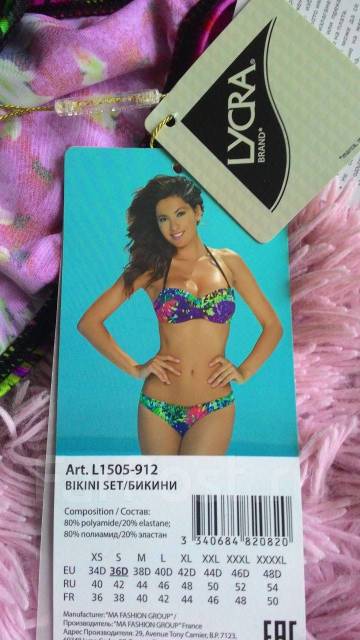 LYCRA®
BRAND*
Art. L1505-912
BIKINI SET/БИКИНИ
Composition / Состав:
80% polyamide/20% elastane;
80% полиамид/20% эластан
3 340684 820820
XS S M L XL XXL XXXL XXXXL
EU 34D 36D 38D 40D 42D 44D 46D 48D
RU 40 42 44 46 48 50 52 54
FR 36 38 40 42 44 46 48 50
Manufacturer: "MA FASHION GROUP"/
Производитель: "MA FASHION GROUP" France
Адрес Производителя: 29, Avenue Tony Garnier, B.P. 7123.
EAC